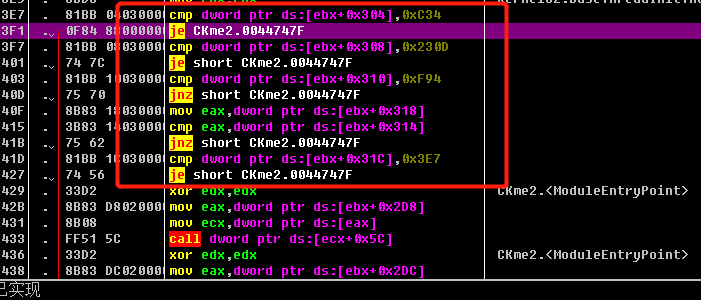 3E7 . 81BB 04030000 cmp dword ptr ds:[ebx+0x304],0xC34
3F1 . 0F84 88000000 je CKme2.0044747F
3F7 . 81BB 08030000 cmp dword ptr ds:[ebx+0x308],0x230D
401 . 74 7C je short CKme2.0044747F
403 . 81BB 10030000 cmp dword ptr ds:[ebx+0x310],0xF94
40D . 75 70 jnz short CKme2.0044747F
40F . 8B83 18030000 mov eax,dword ptr ds:[ebx+0x318]
415 . 3B83 14030000 cmp eax,dword ptr ds:[ebx+0x314]
41B . 75 62 jnz short CKme2.0044747F
41D . 81BB 1C030000 cmp dword ptr ds:[ebx+0x31C],0x3E7
427 . 74 56 je short CKme2.0044747F
429 . 33D2 xor edx,edx CKme2.<ModuleEntryPoint>
42B . 8B83 D8020000 mov eax,dword ptr ds:[ebx+0x2D8]
431 . 8B08 mov ecx,dword ptr ds:[eax]
433 . FF51 5C call dword ptr ds:[ecx+0x5C]
436 . 33D2 xor edx,edx CKme2.<ModuleEntryPoint>
438 . 8B83 DC020000 mov eax,dword ptr ds:[ebx+0x2DC]
已实现